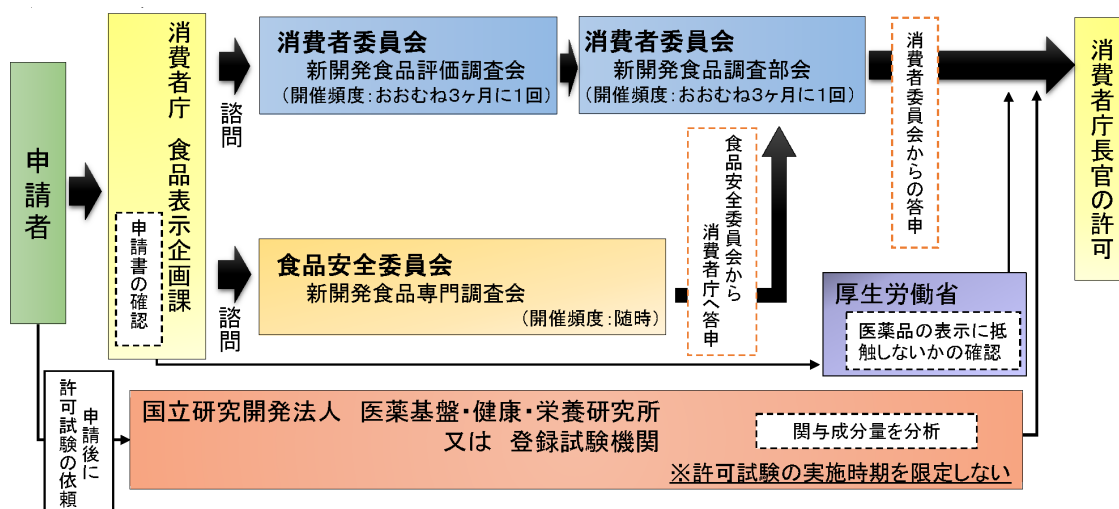 申請者
消費者庁 食品表示企画課
申請書の確認
諮問
消費者委員会
新開発食品評価調査会
(開催頻度:おおむね3ヶ月に1回)
消費者委員会
新開発食品調査部会
(開催頻度:おおむね3ヶ月に1回)
消費者委員会からの答申
消費者庁長官の許可
諮問
食品安全委員会
新開発食品専門調査会
(開催頻度:随時)
食品安全委員会から
消費者庁へ答申
厚生労働省
医薬品の表示に抵
触しないかの確認
申請後に
許可試験の依頼
国立研究開発法人 医薬基盤・健康・栄養研究所
又は 登録試験機関
関与成分量を分析
※許可試験の実施時期を限定しない